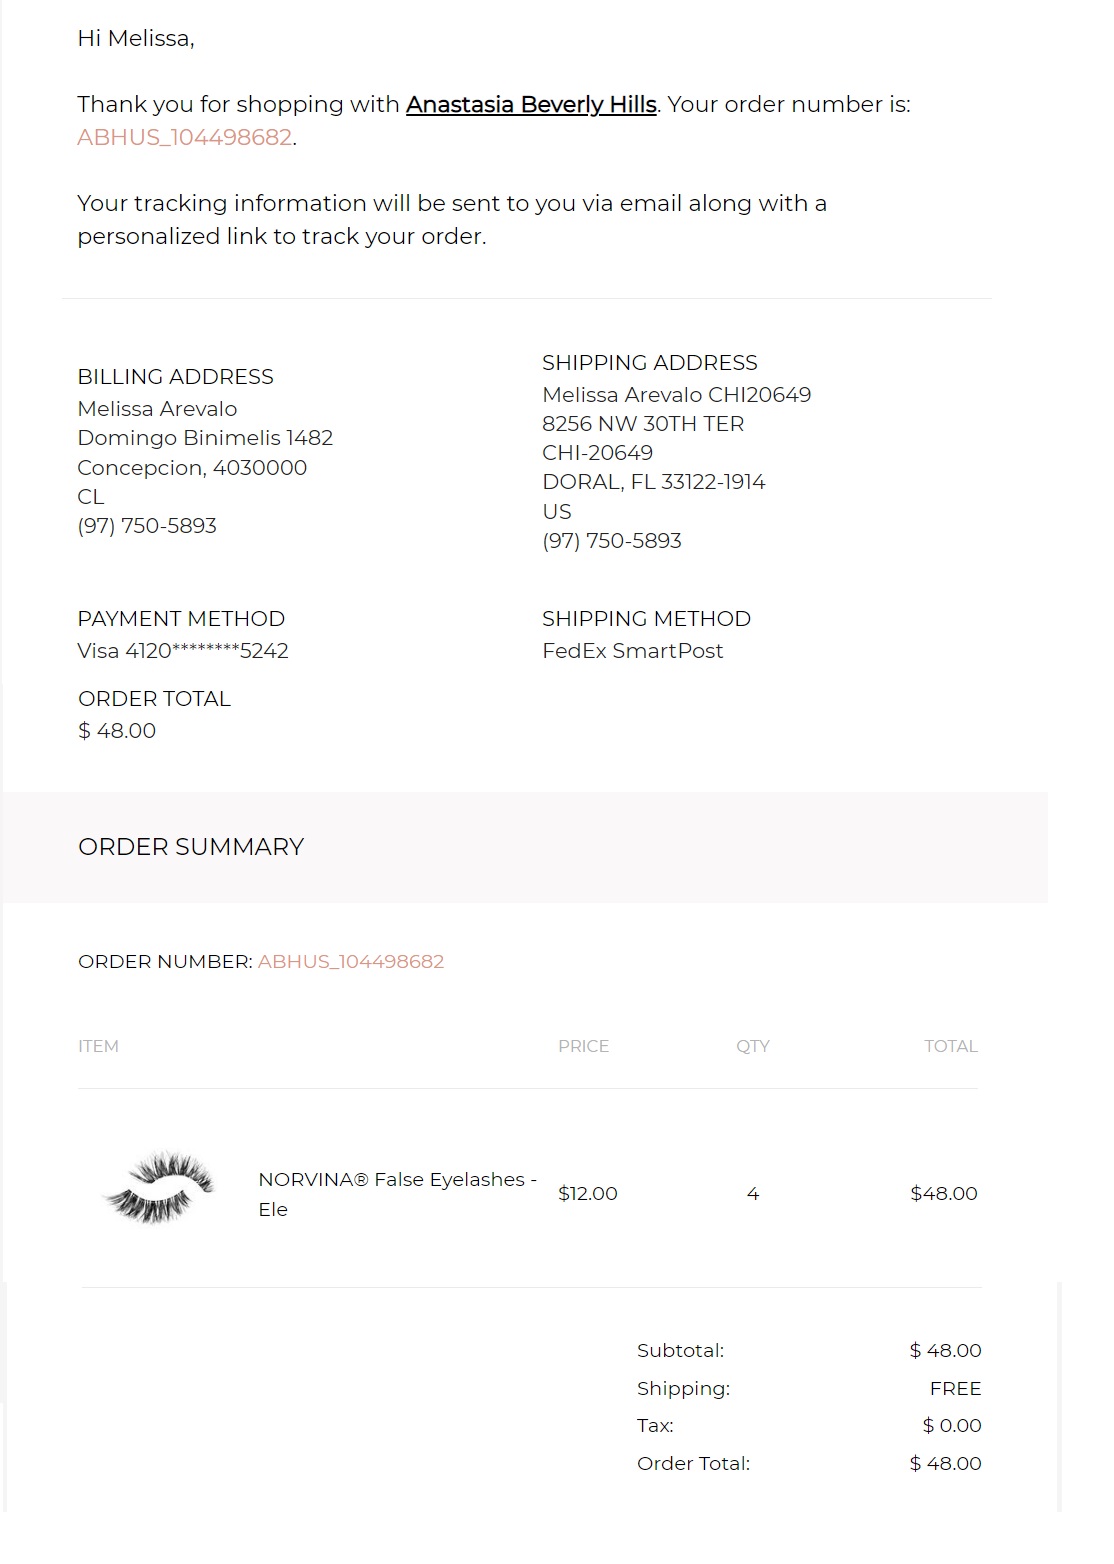 Hi Melissa,
Thank you for shopping with Anastasia Beverly Hills. Your order number is:
ABHUS_104498682.
Your tracking information will be sent to you via email along with a
personalized link to track your order.
BILLING ADDRESS
Melissa Arevalo
Domingo Binimelis 1482
Concepcion, 4030000
CL
(97) 750-5893
SHIPPING ADDRESS
Melissa Arevalo CHI20649
8256 NW 30TH TER
CHI-20649
DORAL, FL 33122-1914
US
(97) 750-5893
PAYMENT METHOD
Visa 4120********5242
SHIPPING METHOD
FedEx SmartPost
ORDER TOTAL
$ 48.00
ORDER SUMMARY
ORDER NUMBER: ABHUS_104498682
ITEM PRICE QTY TOTAL
NORVINA® False Eyelashes -
Ele
$12.00 4 $48.00
Subtotal: $ 48.00
Shipping: FREE
Tax: $ 0.00
Order Total: $ 48.00